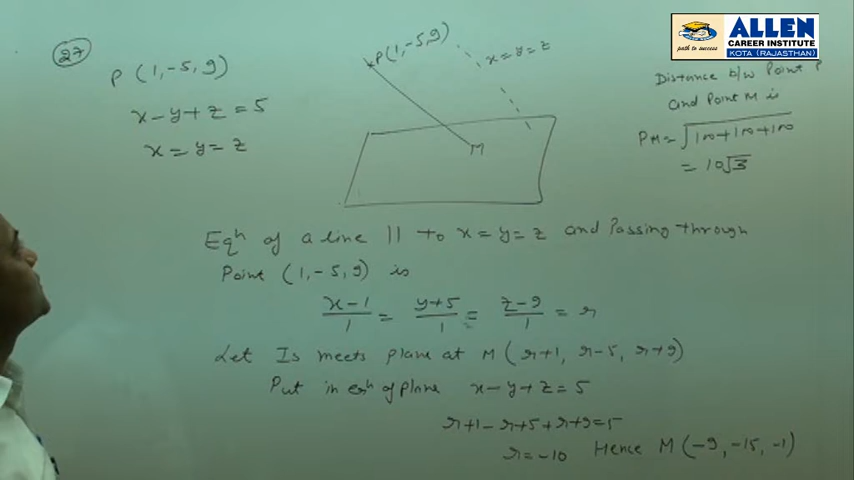 27
P (1, -5, 9)
x - y + z = 5
x = y = z
P(1, -5, 9)
x = y = z
M
path to success
ALLEN
CAREER INSTITUTE
KOTA (RAJASTHAN)
Distance b/w Point P
and Point M is
PM = √100+100+100
= 10√3
Eqn of a line || to x = y = z and Passing through
Point (1, -5, 9) is
x-1/1 = y+5/1 = z-9/1 = r
Let Is meets plane at M (r+1, r-5, r+9)
Put in eqn of plane x - y + z = 5
r+1 - r+5 + r+9 = 5
r = -10 Hence M (-9, -15, -1)